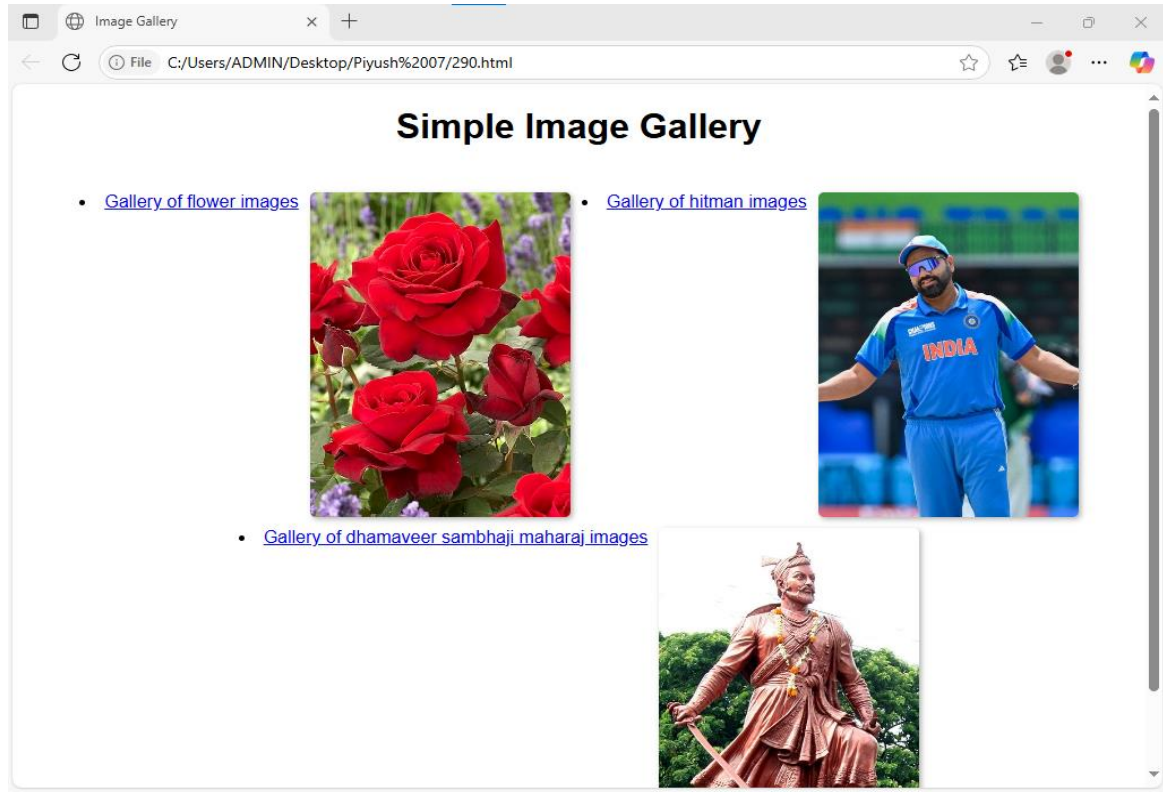 Image Gallery
File C:/Users/ADMIN/Desktop/Piyush%2007/290.html
Simple Image Gallery
• Gallery of flower images
• Gallery of hitman images
INDIA
• Gallery of dhamaveer sambhaji maharaj images